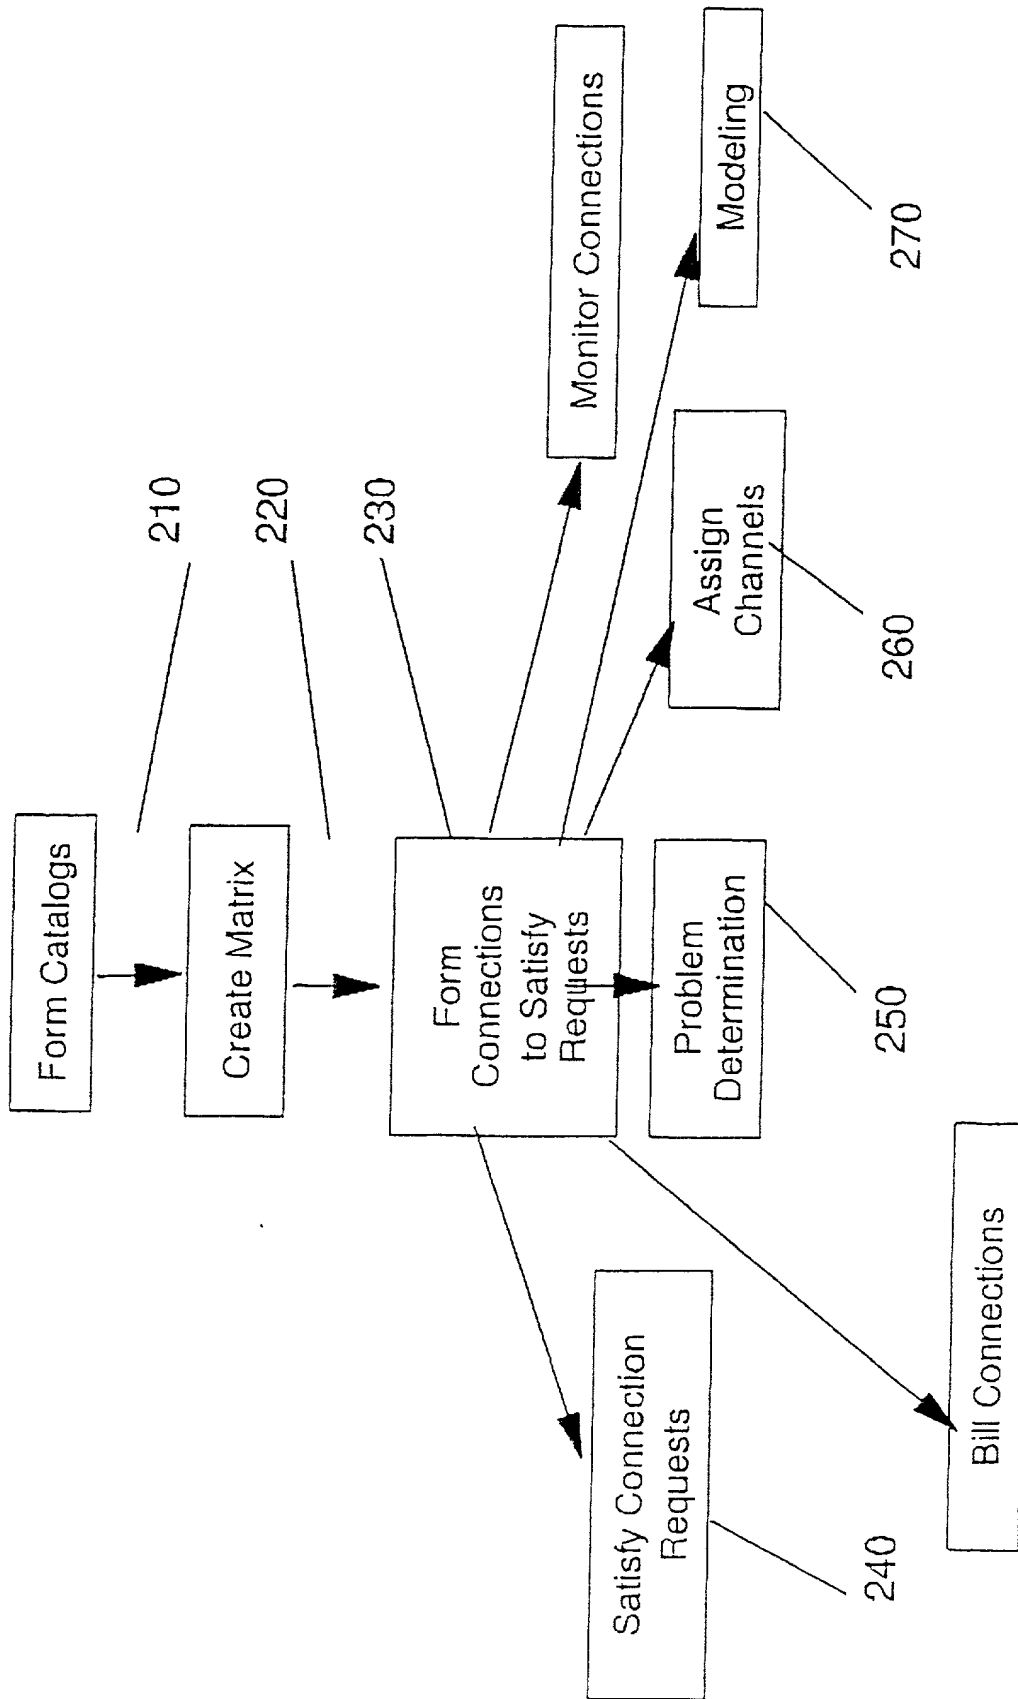 Form Catalogs
210
Create Matrix
220
Form
Connections
to Satisfy
Requests
230
Monitor Connections
Modeling
270
Assign
Channels
260
Problem
Determination
250
Satisfy Connection
Requests
240
Bill Connections